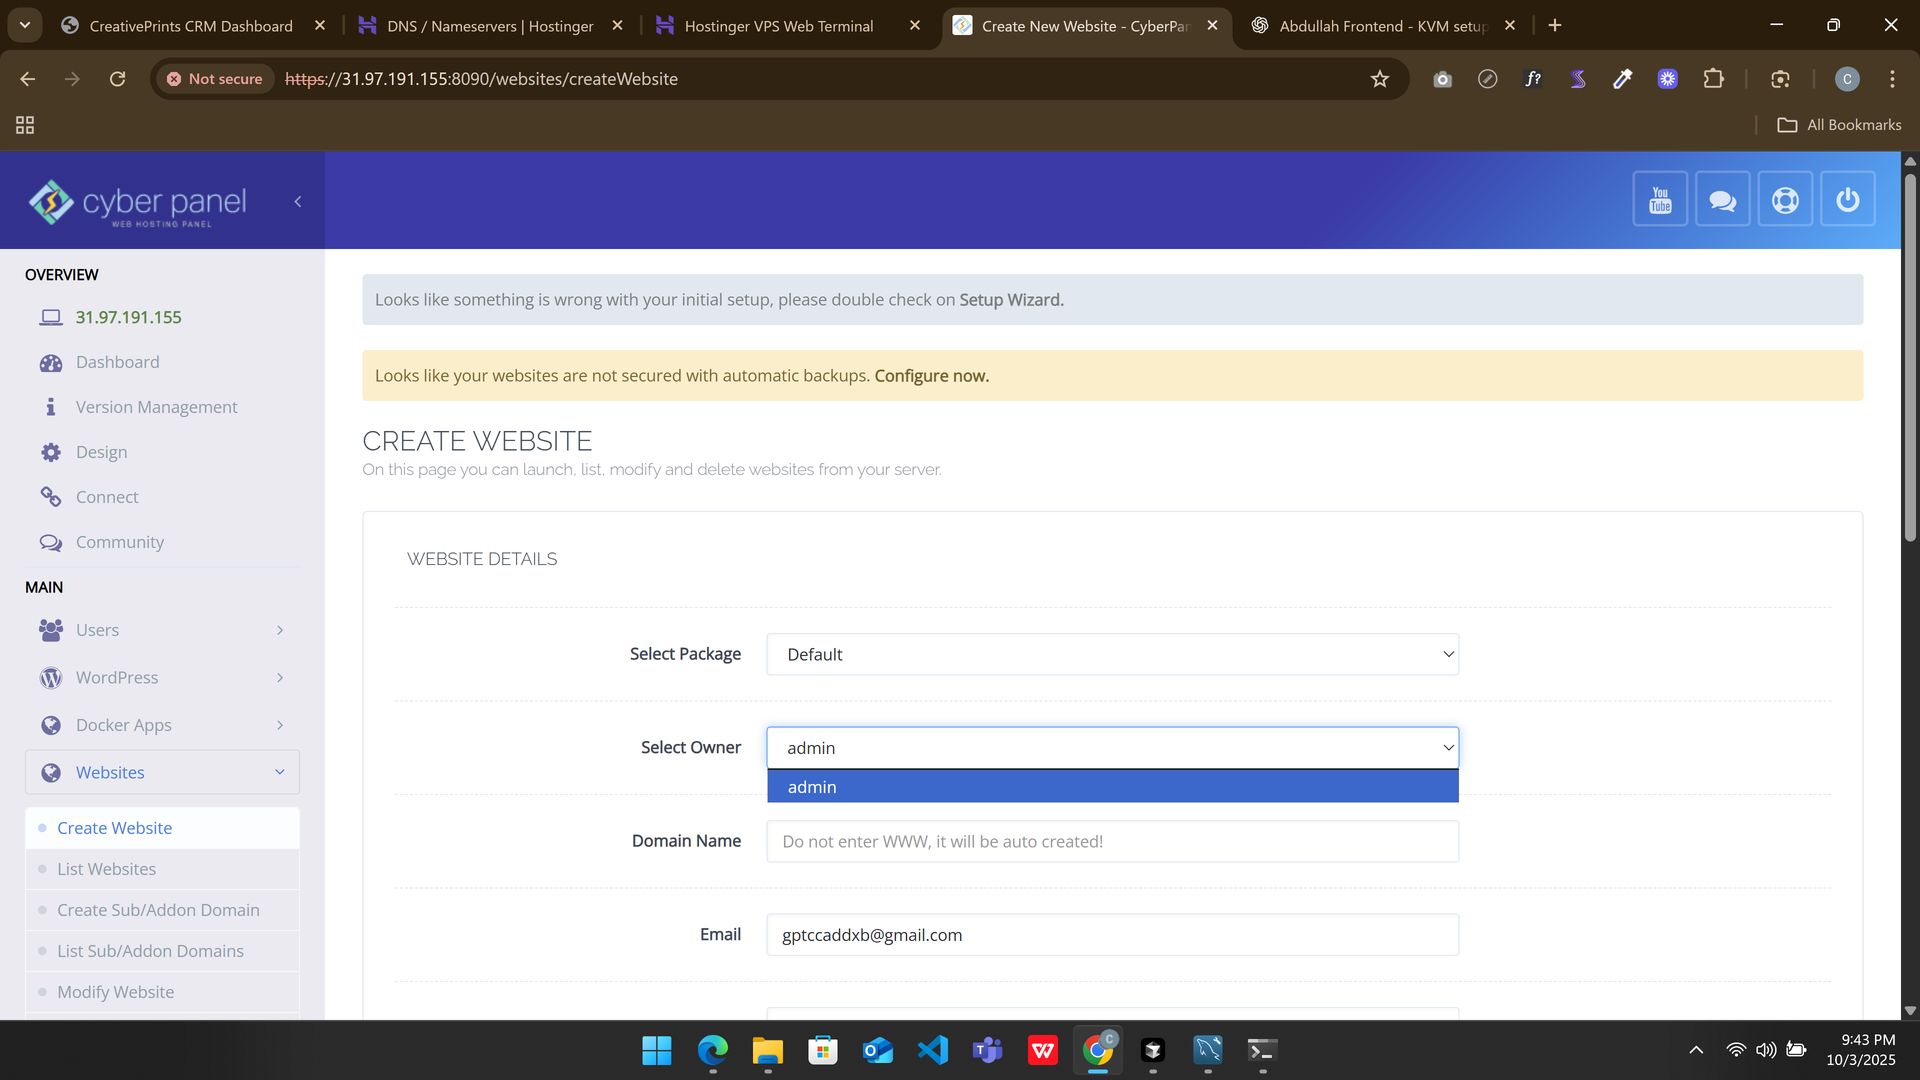 CreativePrints CRM Dashboard
DNS / Nameservers | Hostinger
Hostinger VPS Web Terminal
Create New Website - CyberPan
Abdullah Frontend - KVM setup
Not secure
https://31.97.191.155:8090/websites/createWebsite
f?
C
All Bookmarks
cyber panel
WEB HOSTING PANEL
You
Tube
OVERVIEW
31.97.191.155
Dashboard
Version Management
Design
Connect
Community
MAIN
Users
WordPress
Docker Apps
Websites
Create Website
List Websites
Create Sub/Addon Domain
List Sub/Addon Domains
Modify Website
Looks like something is wrong with your initial setup, please double check on Setup Wizard.
Looks like your websites are not secured with automatic backups. Configure now.
CREATE WEBSITE
On this page you can launch, list, modify and delete websites from your server.
WEBSITE DETAILS
Select Package
Default
Select Owner
admin
admin
Domain Name
Do not enter WWW, it will be auto created!
Email
gptccaddxb@gmail.com
C
9:43 PM
10/3/2025